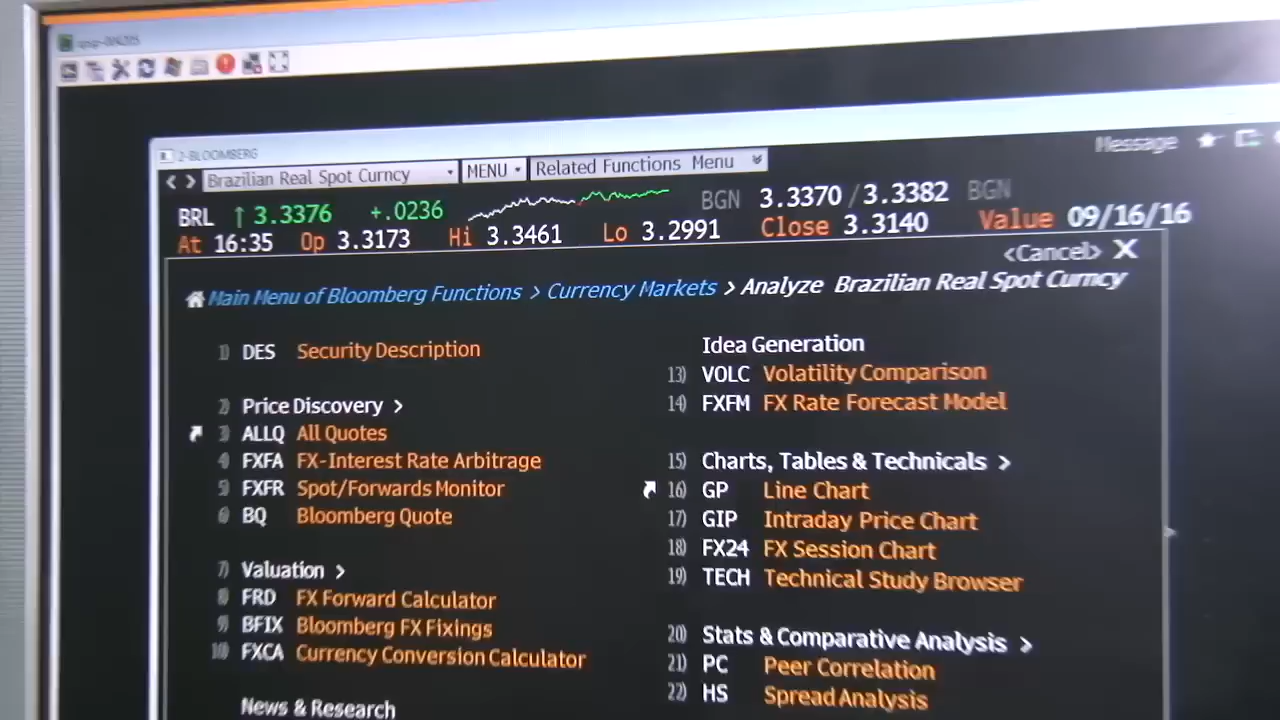 2-BLOOMBERG
Message
< > Brazilian Real Spot Curncy MENU Related Functions Menu
BRL ↑ 3.3376 +.0236 BGN 3.3370 / 3.3382 BGN
At 16:35 Op 3.3173 Hi 3.3461 Lo 3.2991 Close 3.3140 Value 09/16/16
<Cancel> X
Main Menu of Bloomberg Functions > Currency Markets > Analyze Brazilian Real Spot Curncy
1) DES Security Description
2) Price Discovery >
3) ALLQ All Quotes
4) FXFA FX-Interest Rate Arbitrage
5) FXFR Spot/Forwards Monitor
6) BQ Bloomberg Quote
7) Valuation >
8) FRD FX Forward Calculator
9) BFIX Bloomberg FX Fixings
10) FXCA Currency Conversion Calculator
News & Research
Idea Generation
13) VOLC Volatility Comparison
14) FXFM FX Rate Forecast Model
15) Charts, Tables & Technicals >
16) GP Line Chart
17) GIP Intraday Price Chart
18) FX24 FX Session Chart
19) TECH Technical Study Browser
20) Stats & Comparative Analysis >
21) PC Peer Correlation
22) HS Spread Analysis